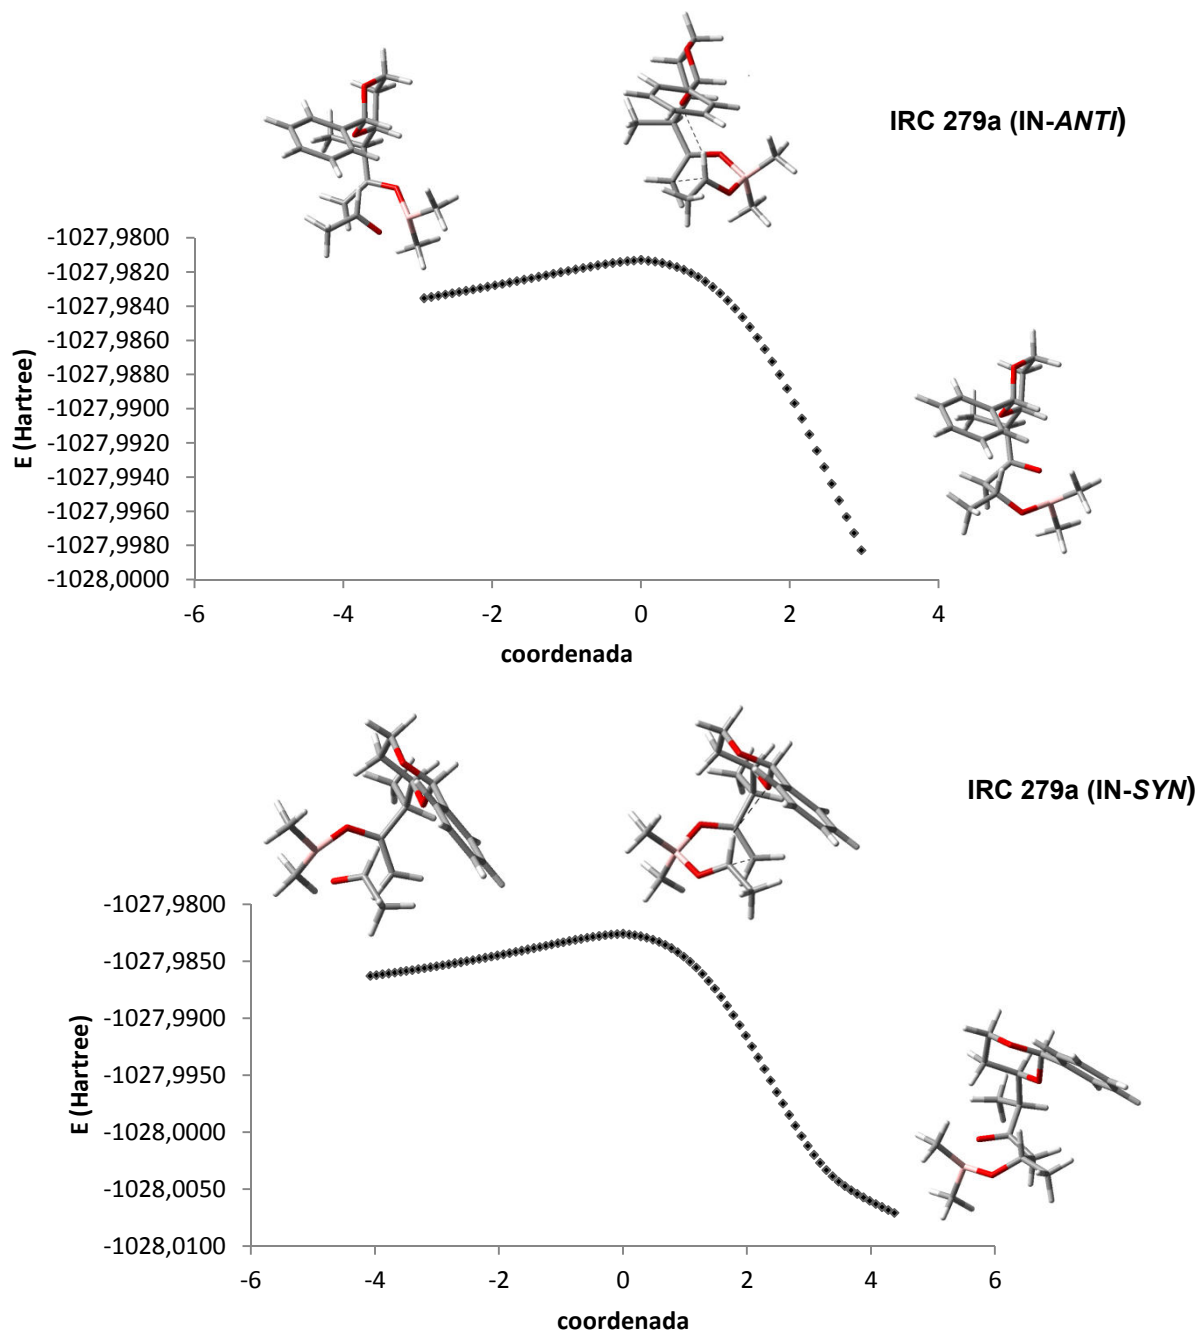 IRC 279a (IN-ANTI)
-1027,9800
-1027,9820
-1027,9840
-1027,9860
-1027,9880
-1027,9900
-1027,9920
-1027,9940
-1027,9960
-1027,9980
-1028,0000
E (Hartree)
-6 -4 -2 0 2 4
coordenada
IRC 279a (IN-SYN)
-1027,9800
-1027,9850
-1027,9900
-1027,9950
-1028,0000
-1028,0050
-1028,0100
E (Hartree)
-6 -4 -2 0 2 4 6
coordenada